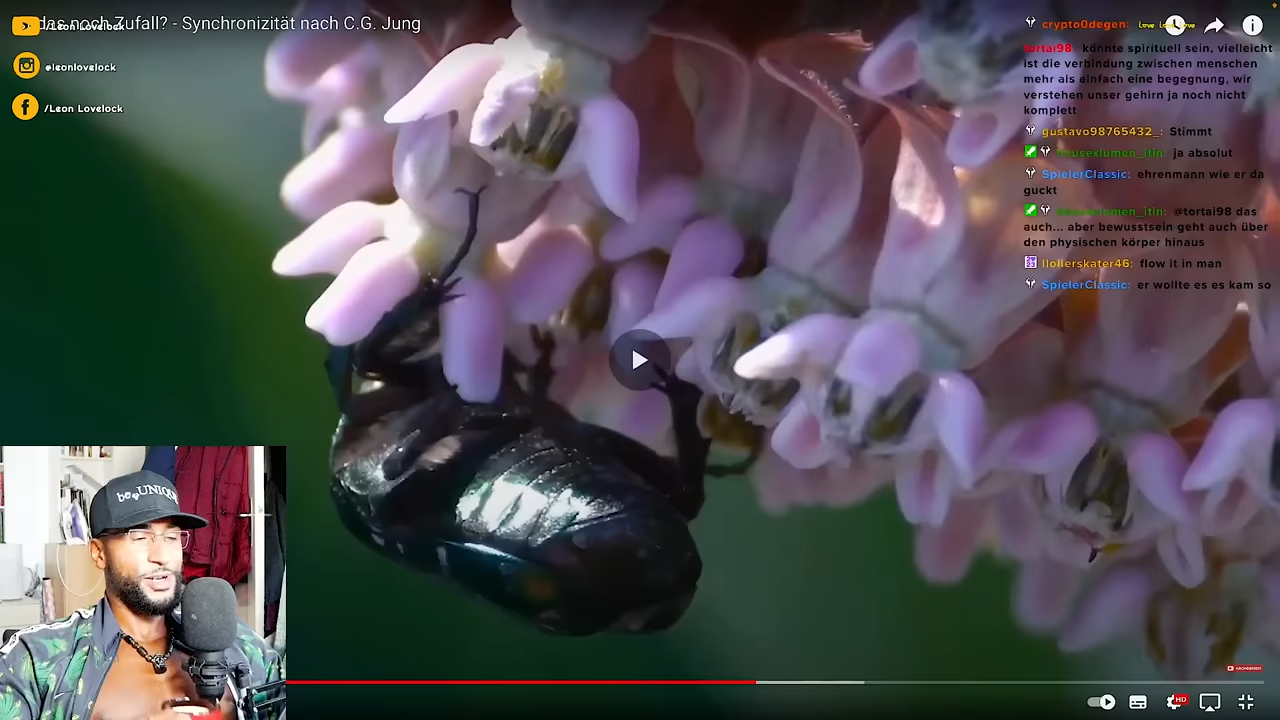 das noch Zufall? - Synchronizität nach C.G. Jung
/Leon Lovelock
@leonlovelock
/Leon Lovelock
crypto0degen:
tortai98 könnte spirituell sein, vielleicht
ist die verbindung zwischen menschen
mehr als einfach eine begegnung, wir
verstehen unser gehirn ja noch nicht
komplett
gustavo98765432_: Stimmt
ja absolut
SpielerClassic: ehrenmann wie er da
guckt
@tortai98 das
auch... aber bewusstsein geht auch über
den physischen körper hinaus
llollerskater46: flow it in man
SpielerClassic: er wollte es es kam so
be UNIQUE
ABONNIEREN
HD